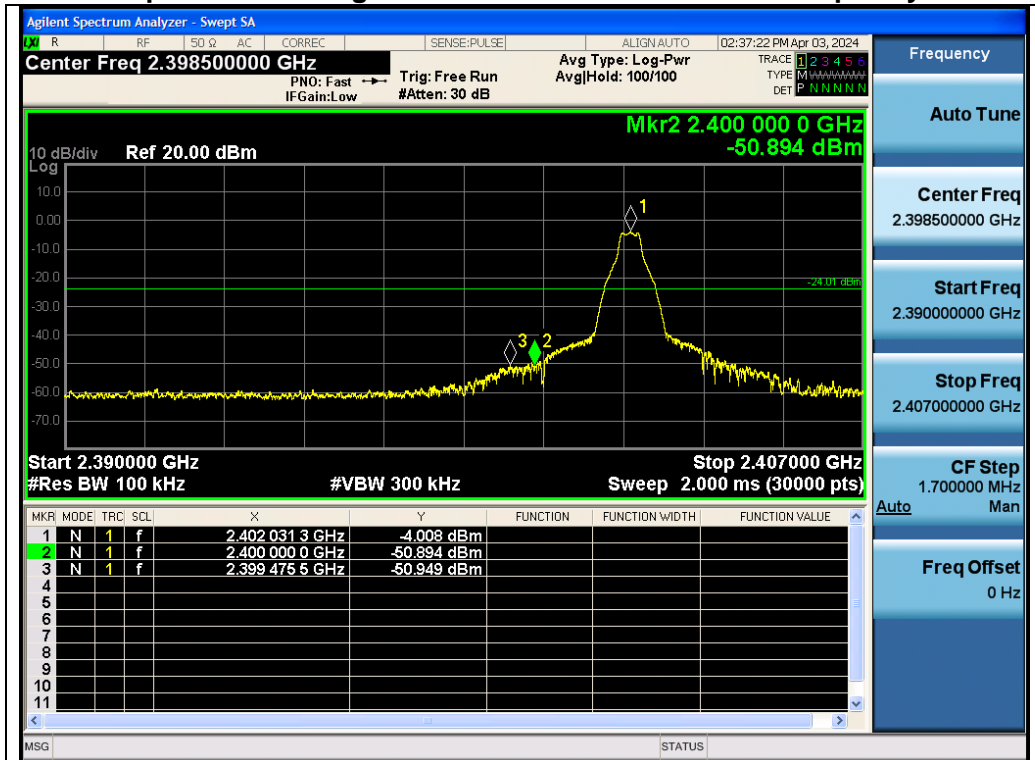 Agilent Spectrum Analyzer - Swept SA
LXI R RF 50 Ω AC CORREC SENSE:PULSE ALIGN AUTO 02:37:22 PM Apr 03, 2024
Center Freq 2.398500000 GHz
PNO: Fast
IFGain:Low
Trig: Free Run
#Atten: 30 dB
Avg Type: Log-Pwr
Avg|Hold: 100/100
TRACE 1 2 3 4 5 6
TYPE M
DET P N N N N N
Mkr2 2.400 000 0 GHz
-50.894 dBm
10 dB/div Ref 20.00 dBm
Log
10.0
0.00
-10.0
-20.0
-30.0
-40.0
-50.0
-60.0
-70.0
-24.01 dBm
1
3 2
Start 2.390000 GHz Stop 2.407000 GHz
#Res BW 100 kHz #VBW 300 kHz Sweep 2.000 ms (30000 pts)
MKR MODE TRC SCL X Y FUNCTION FUNCTION WIDTH FUNCTION VALUE
1 N 1 f 2.402 031 3 GHz -4.008 dBm
2 N 1 f 2.400 000 0 GHz -50.894 dBm
3 N 1 f 2.399 475 5 GHz -50.949 dBm
4
5
6
7
8
9
10
11
MSG STATUS
Frequency
Auto Tune
Center Freq
2.398500000 GHz
Start Freq
2.390000000 GHz
Stop Freq
2.407000000 GHz
CF Step
1.700000 MHz
Auto Man
Freq Offset
0 Hz